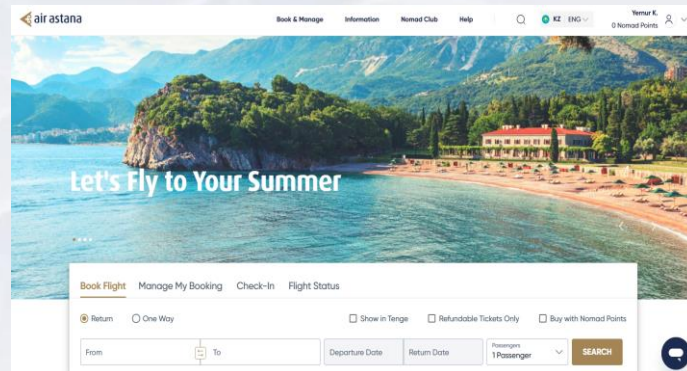 air astana
Book & Manage Information Nomad Club Help KZ ENG Yernur K.
0 Nomad Points
Let's Fly to Your Summer
Book Flight Manage My Booking Check-In Flight Status
Return One Way Show in Tenge Refundable Tickets Only Buy with Nomad Points
From To Departure Date Return Date Passengers
1 Passenger SEARCH